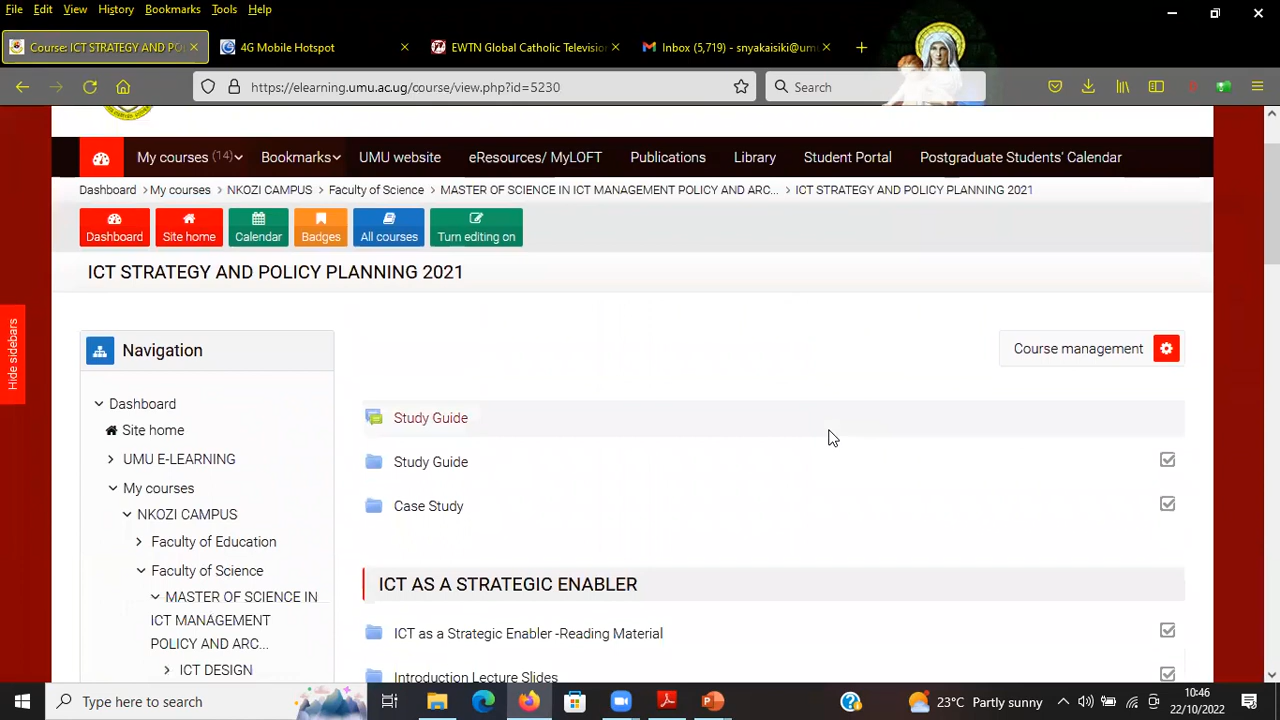 File Edit View History Bookmarks Tools Help
Course: ICT STRATEGY AND PO
4G Mobile Hotspot
EWTN Global Catholic Television
Inbox (5,719) - snyakaisiki@um
https://elearning.umu.ac.ug/course/view.php?id=5230
Search
My courses (14) Bookmarks UMU website eResources/ MyLOFT Publications Library Student Portal Postgraduate Students' Calendar
Dashboard > My courses > NKOZI CAMPUS > Faculty of Science > MASTER OF SCIENCE IN ICT MANAGEMENT POLICY AND ARC... > ICT STRATEGY AND POLICY PLANNING 2021
Dashboard Site home Calendar Badges All courses Turn editing on
ICT STRATEGY AND POLICY PLANNING 2021
Hide sidebars
Navigation
Dashboard
Site home
UMU E-LEARNING
My courses
NKOZI CAMPUS
Faculty of Education
Faculty of Science
MASTER OF SCIENCE IN
ICT MANAGEMENT
POLICY AND ARC...
ICT DESIGN
Course management
Study Guide
Study Guide
Case Study
ICT AS A STRATEGIC ENABLER
ICT as a Strategic Enabler -Reading Material
Introduction Lecture Slides
Type here to search
23°C Partly sunny
10:46
22/10/2022